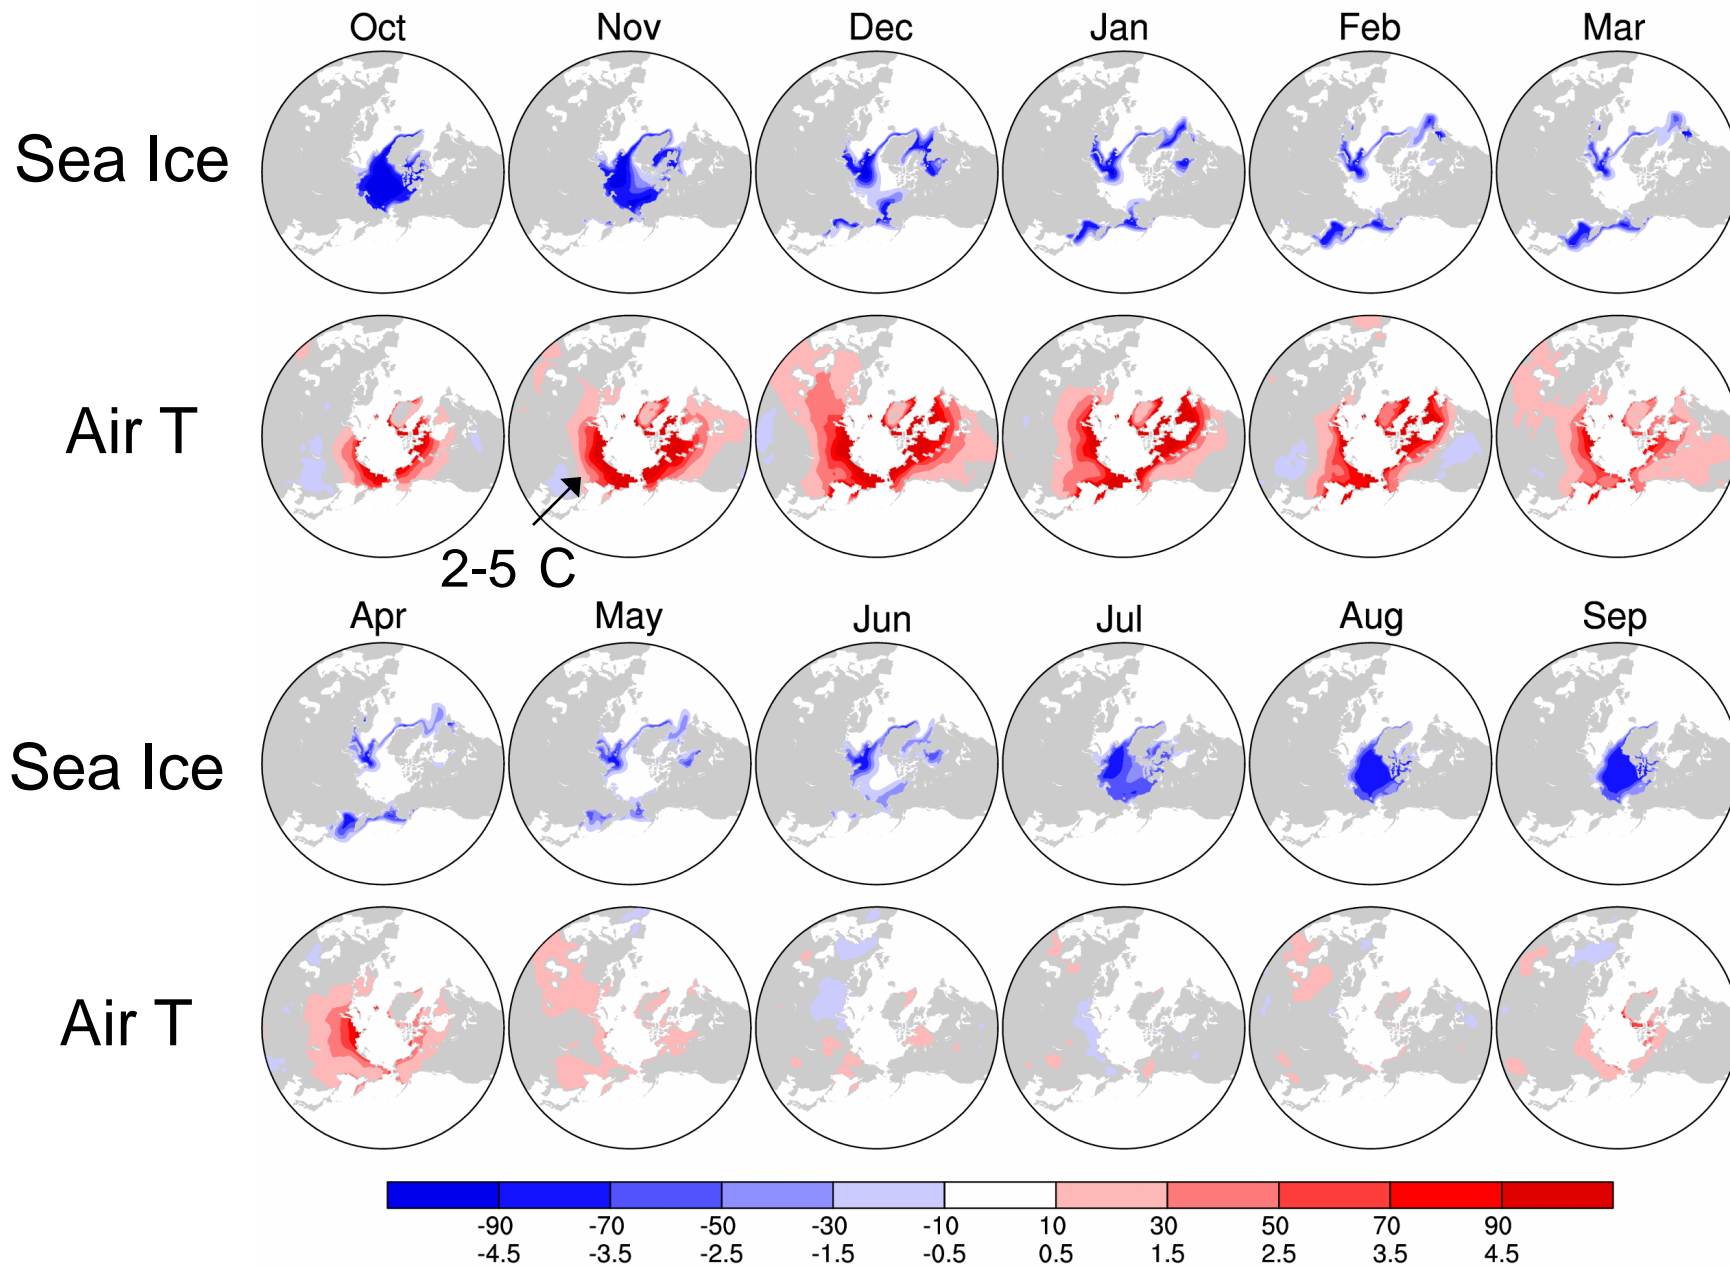 Oct Nov Dec Jan Feb Mar
Sea Ice
Air T
2-5 C
Apr May Jun Jul Aug Sep
Sea Ice
Air T
-90 -70 -50 -30 -10 10 30 50 70 90
-4.5 -3.5 -2.5 -1.5 -0.5 0.5 1.5 2.5 3.5 4.5